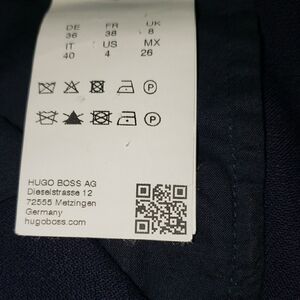 DE FR UK
36 38 8
IT US MX
40 4 26
P
P
HUGO BOSS AG
Dieselstrasse 12
72555 Metzingen
Germany
hugoboss.com